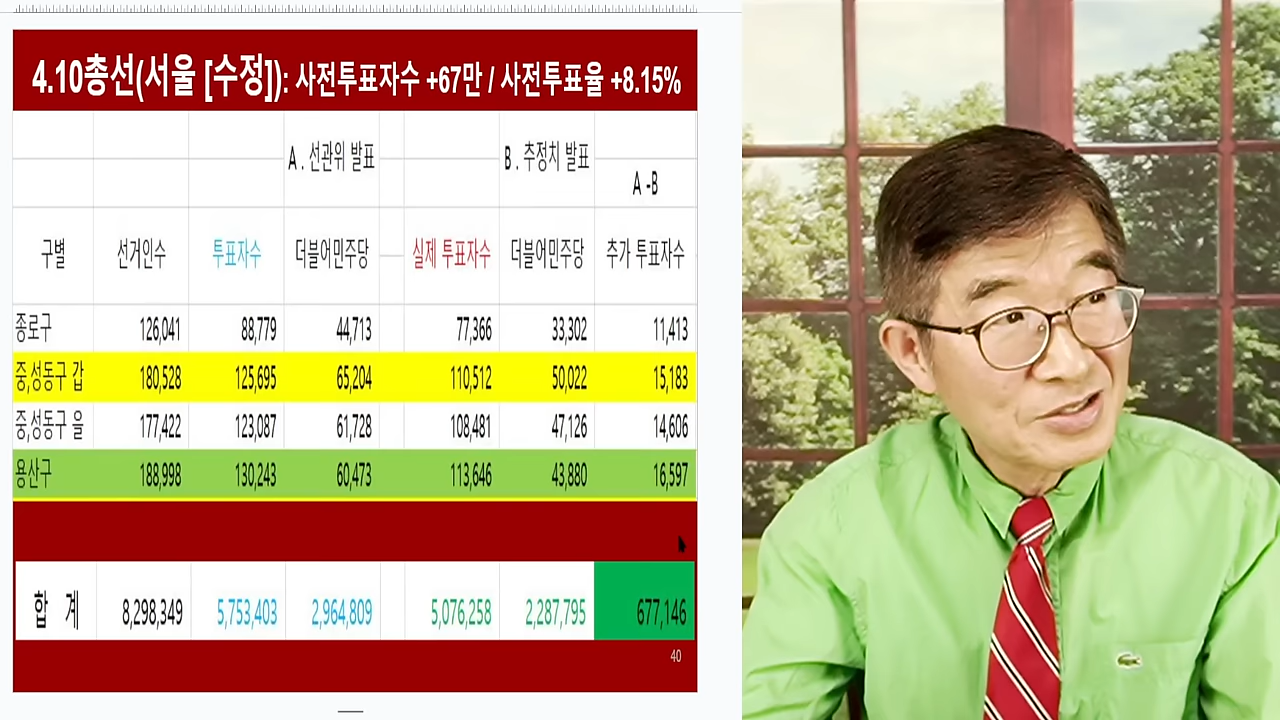 4.10총선(서울 [수정]): 사전투표자수 +67만 / 사전투표율 +8.15%
A . 선관위 발표 B . 추정치 발표 A -B
구별 선거인수 투표자수 더불어민주당 실제 투표자수 더불어민주당 추가 투표자수
종로구 126,041 88,779 44,713 77,366 33,302 11,413
중,성동구 갑 180,528 125,695 65,204 110,512 50,022 15,183
중,성동구 을 177,422 123,087 61,728 108,481 47,126 14,606
용산구 188,998 130,243 60,473 113,646 43,880 16,597
합 계 8,298,349 5,753,403 2,964,809 5,076,258 2,287,795 677,146
40